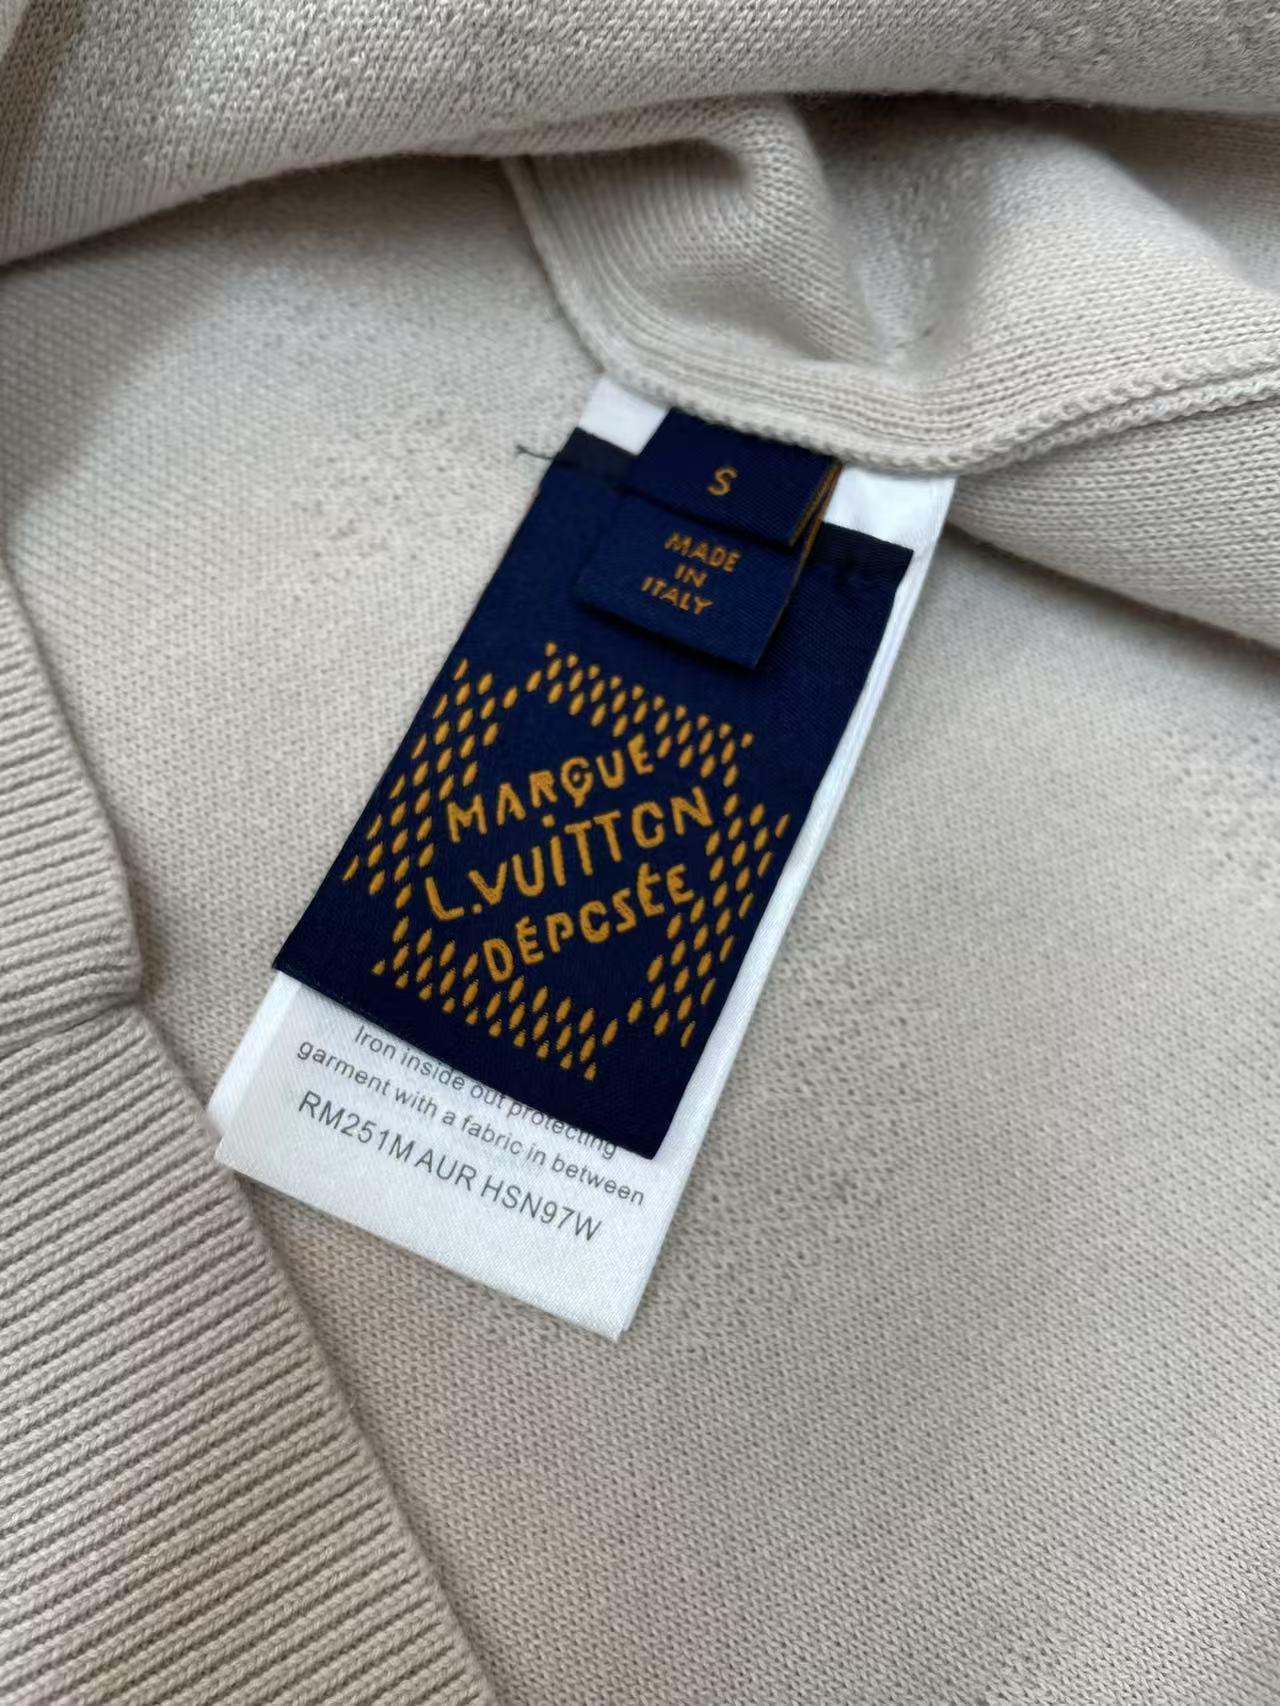 S
MADE
IN
ITALY
MARQUE
L.VUITTON
DÉPOSÉE
Iron inside out protecting
garment with a fabric in between
RM251M AUR HSN97W